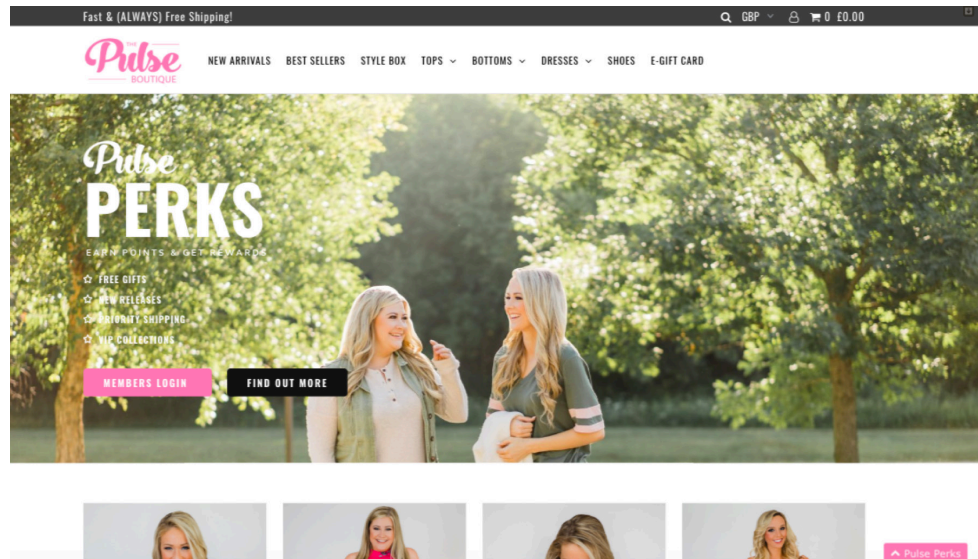 Fast & (ALWAYS) Free Shipping!
GBP 0 £0.00
THE
Pulse
BOUTIQUE
NEW ARRIVALS BEST SELLERS STYLE BOX TOPS BOTTOMS DRESSES SHOES E-GIFT CARD
Pulse
PERKS
EARN POINTS & GET REWARDS
FREE GIFTS
NEW RELEASES
PRIORITY SHIPPING
VIP COLLECTIONS
MEMBERS LOGIN FIND OUT MORE
Pulse Perks